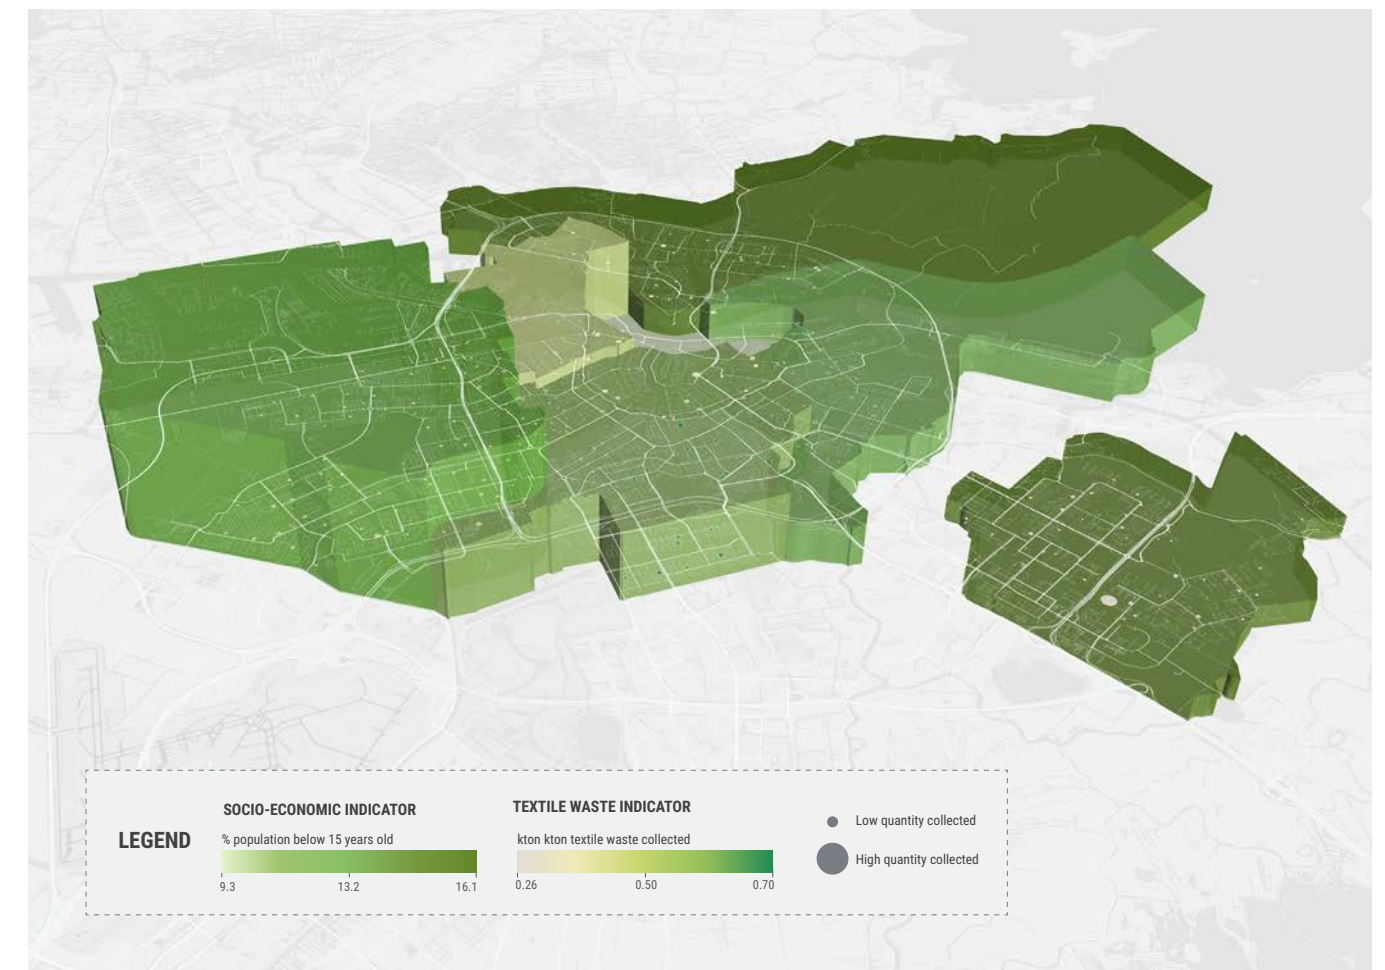 LEGEND
SOCIO-ECONOMIC INDICATOR
% population below 15 years old
9.3 13.2 16.1
TEXTILE WASTE INDICATOR
kton kton textile waste collected
0.26 0.50 0.70
Low quantity collected
High quantity collected